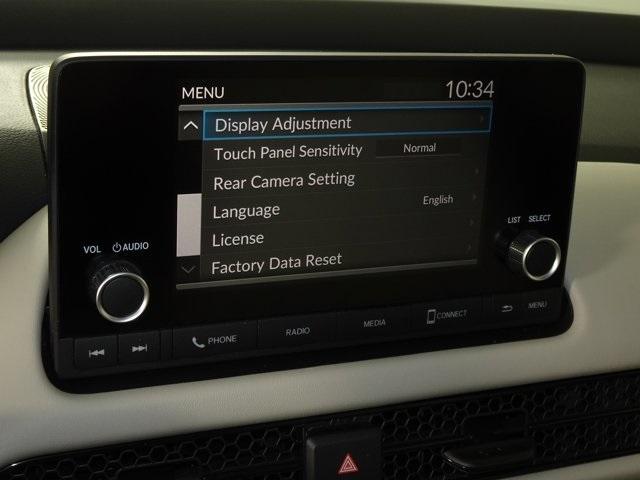 MENU 10:34
Display Adjustment
Touch Panel Sensitivity Normal
Rear Camera Setting
Language English
License
Factory Data Reset
VOL AUDIO
LIST SELECT
PHONE RADIO MEDIA CONNECT MENU